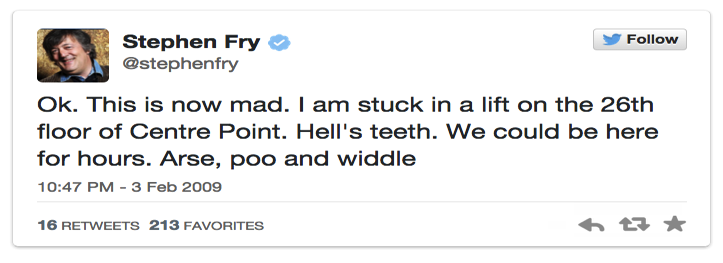 Stephen Fry
Follow
@stephenfry
Ok. This is now mad. I am stuck in a lift on the 26th
floor of Centre Point. Hell's teeth. We could be here
for hours. Arse, poo and widdle
10:47 PM - 3 Feb 2009
16 RETWEETS 213 FAVORITES